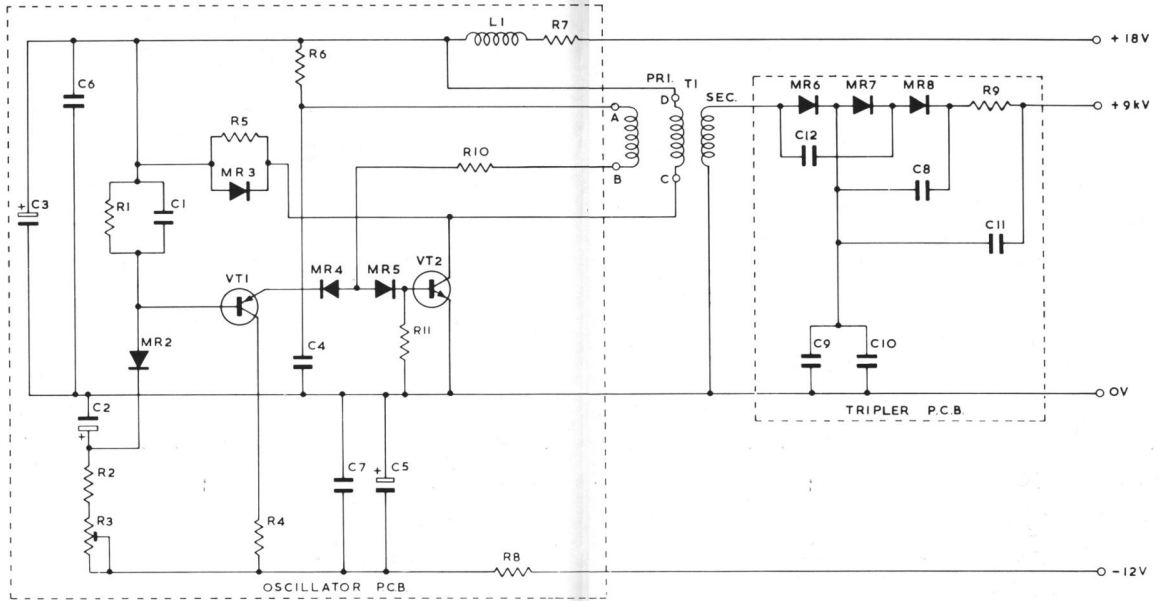 L1
R7
+18V
R6
C6
PRI.
T1
D
SEC.
MR6
MR7
MR8
R9
+9kV
A
R5
C12
R10
MR3
B
C
C8
C3
+
R1
C1
C11
VT1
MR4
MR5
VT2
R11
MR2
C4
C9
C10
0V
C2
+
TRIPLER P.C.B.
R2
C7
+
C5
R3
R4
R8
-12V
OSCILLATOR PCB